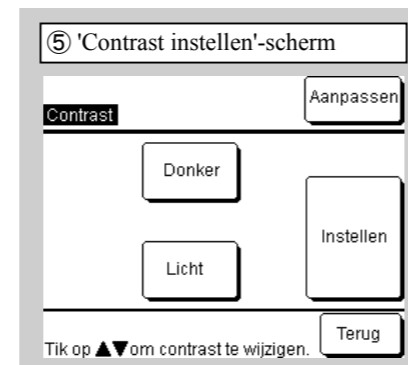 ⑤ 'Contrast instellen'-scherm
Aanpassen
Contrast
Donker
Instellen
Licht
Terug
Tik op ▲▼om contrast te wijzigen.